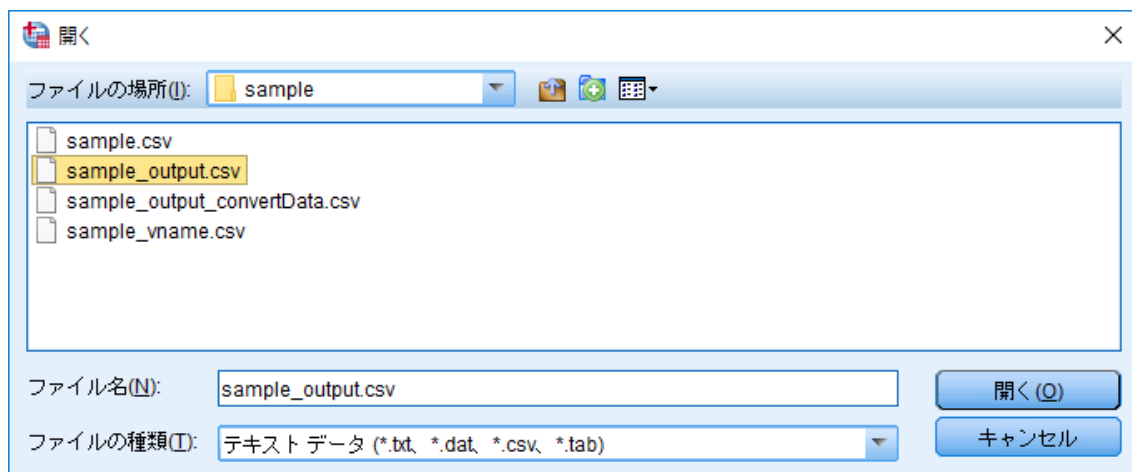 開く
ファイルの場所(I): sample
sample.csv
sample_output.csv
sample_output_convertData.csv
sample_vname.csv
ファイル名(N): sample_output.csv 開く(O)
ファイルの種類(T): テキスト データ (*.txt、*.dat、*.csv、*.tab) キャンセル